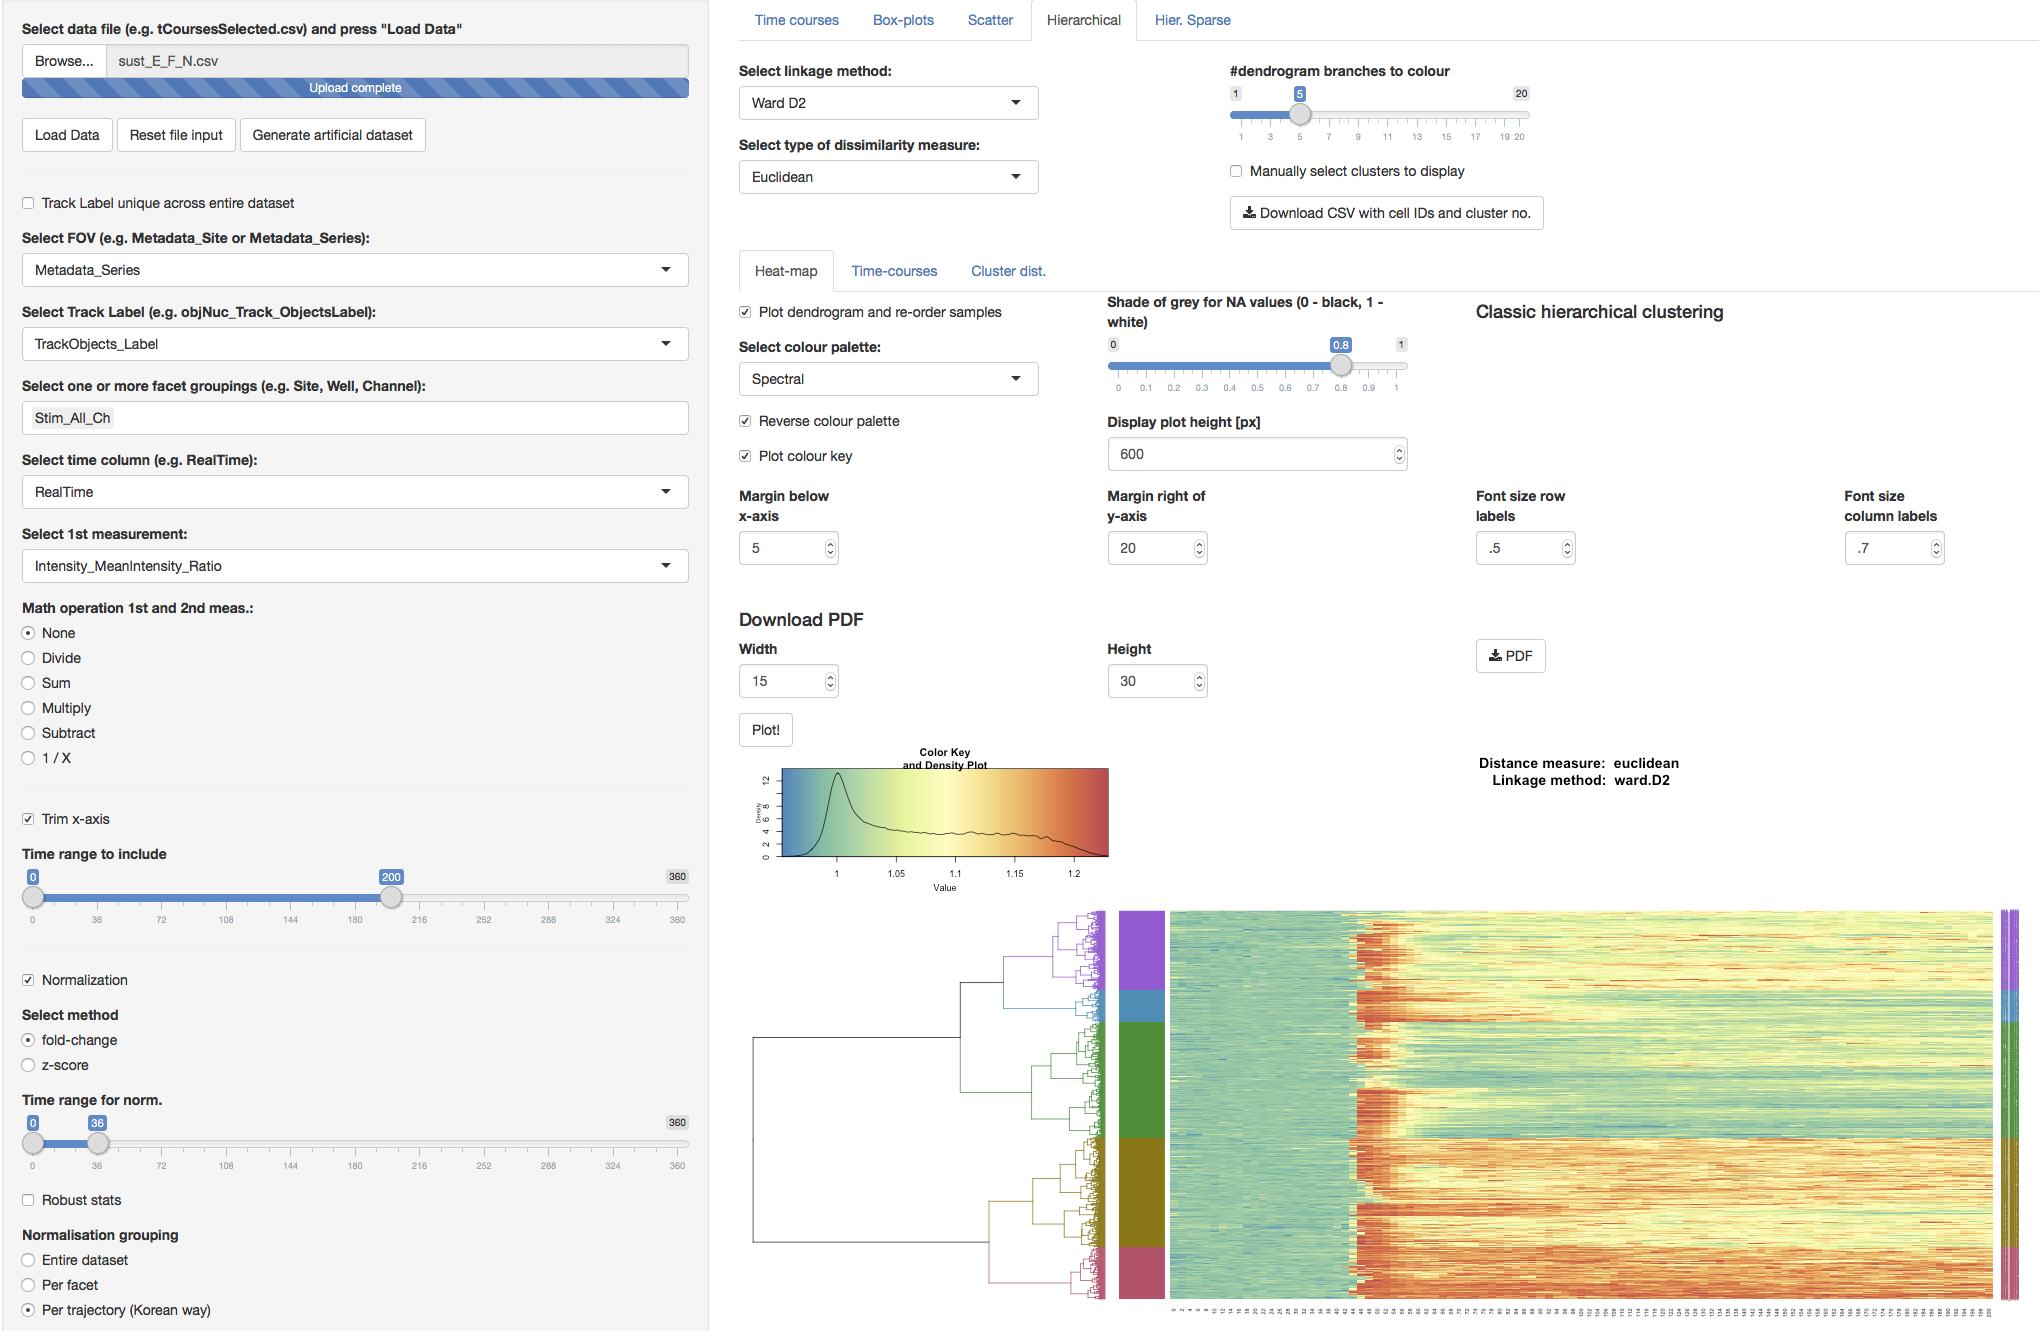 Select data file (e.g. tCoursesSelected.csv) and press "Load Data"
Browse... sust_E_F_N.csv
Upload complete
Load Data Reset file input Generate artificial dataset
Track Label unique across entire dataset
Select FOV (e.g. Metadata_Site or Metadata_Series):
Metadata_Series
Select Track Label (e.g. objNuc_Track_ObjectsLabel):
TrackObjects_Label
Select one or more facet groupings (e.g. Site, Well, Channel):
Stim_All_Ch
Select time column (e.g. RealTime):
RealTime
Select 1st measurement:
Intensity_MeanIntensity_Ratio
Math operation 1st and 2nd meas.:
None
Divide
Sum
Multiply
Subtract
1 / X
Trim x-axis
Time range to include
0 200 360
0 36 72 108 144 180 216 252 288 324 360
Normalization
Select method
fold-change
z-score
Time range for norm.
0 36 360
0 36 72 108 144 180 216 252 288 324 360
Robust stats
Normalisation grouping
Entire dataset
Per facet
Per trajectory (Korean way)
Time courses Box-plots Scatter Hierarchical Hier. Sparse
Select linkage method:
Ward D2
Select type of dissimilarity measure:
Euclidean
#dendrogram branches to colour
1 5 20
1 3 5 7 9 11 13 15 17 19 20
Manually select clusters to display
Download CSV with cell IDs and cluster no.
Heat-map Time-courses Cluster dist.
Plot dendrogram and re-order samples
Select colour palette:
Spectral
Reverse colour palette
Plot colour key
Shade of grey for NA values (0 - black, 1 -
white)
0 0.8 1
0 0.1 0.2 0.3 0.4 0.5 0.6 0.7 0.8 0.9 1
Display plot height [px]
600
Classic hierarchical clustering
Margin below
x-axis
5
Margin right of
y-axis
20
Font size row
labels
.5
Font size
column labels
.7
Download PDF
Width
15
Height
30
PDF
Plot!
Color Key
and Density Plot
Density
0 2 4 6 8 12
1 1.05 1.1 1.15 1.2
Value
Distance measure: euclidean
Linkage method: ward.D2